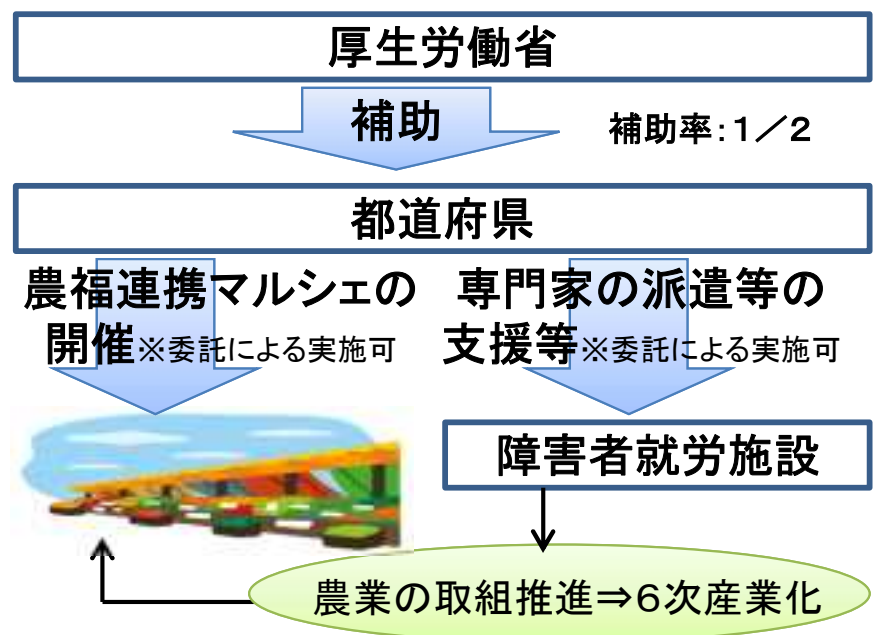 厚生労働省
補助
補助率：１／２
都道府県
農福連携マルシェの
開催※委託による実施可
専門家の派遣等の
支援等※委託による実施可
障害者就労施設
農業の取組推進⇒６次産業化